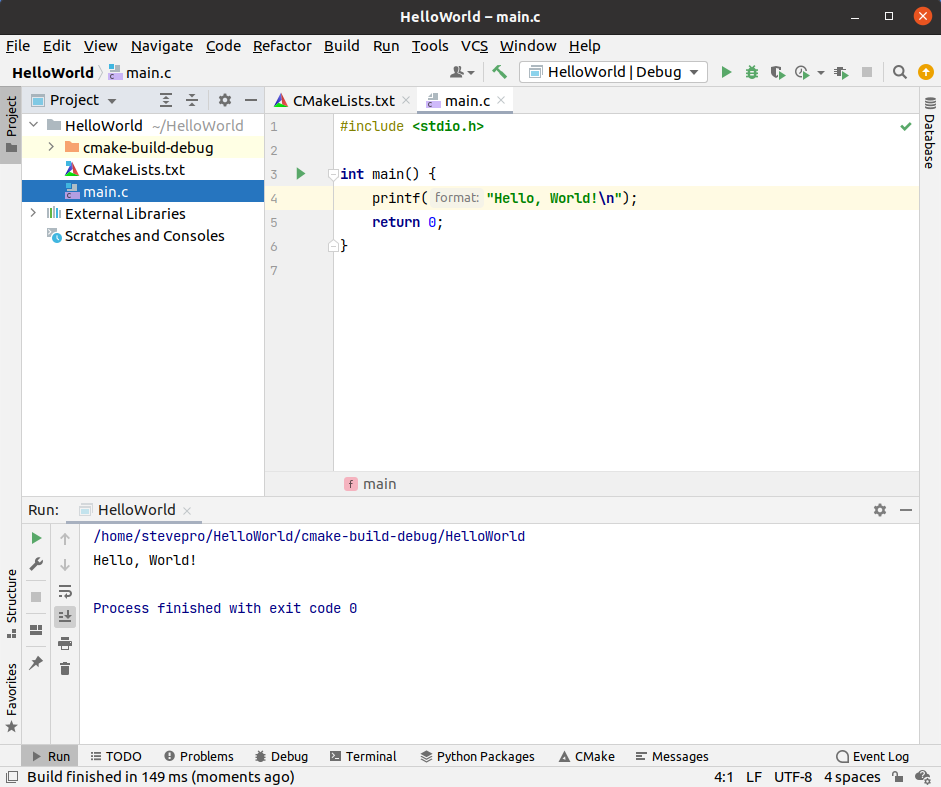 HelloWorld – main.c
File Edit View Navigate Code Refactor Build Run Tools VCS Window Help
HelloWorld main.c HelloWorld | Debug
Project CMakeLists.txt main.c
Project
HelloWorld ~/HelloWorld
cmake-build-debug
CMakeLists.txt
main.c
External Libraries
Scratches and Consoles
1 #include <stdio.h>
2
3 int main() {
4 printf( format: "Hello, World!\n");
5 return 0;
6 }
7
f main
Database
Run: HelloWorld
/home/stevepro/HelloWorld/cmake-build-debug/HelloWorld
Hello, World!
Process finished with exit code 0
Structure
Favorites
Run TODO Problems Debug Terminal Python Packages CMake Messages Event Log
Build finished in 149 ms (moments ago) 4:1 LF UTF-8 4 spaces